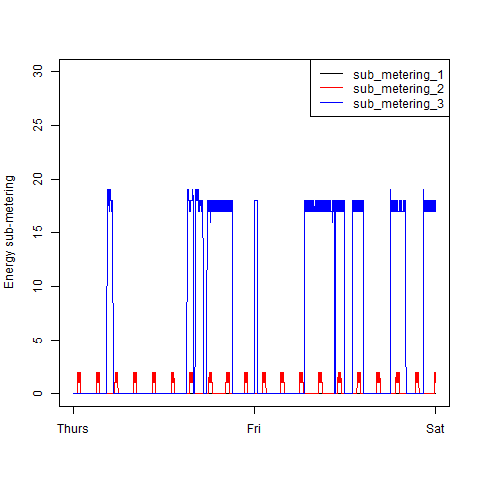 sub_metering_1
sub_metering_2
sub_metering_3
Energy sub-metering
30
25
20
15
10
5
0
Thurs Fri Sat